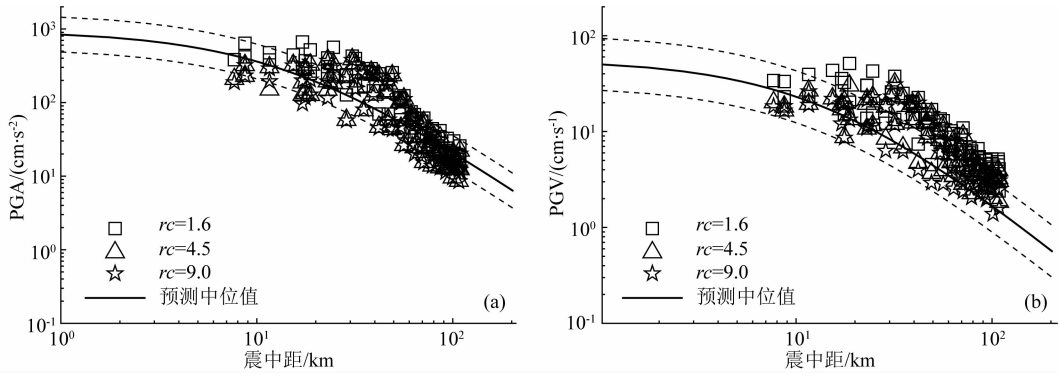 PGA/(cm·s⁻²)
10³
10²
10¹
10⁰
10⁻¹
rc=1.6
rc=4.5
rc=9.0
预测中位值
(a)
10⁰
10¹
10²
震中距/km
PGV/(cm·s⁻¹)
10²
10¹
10⁰
10⁻¹
rc=1.6
rc=4.5
rc=9.0
预测中位值
(b)
10¹
10²
震中距/km